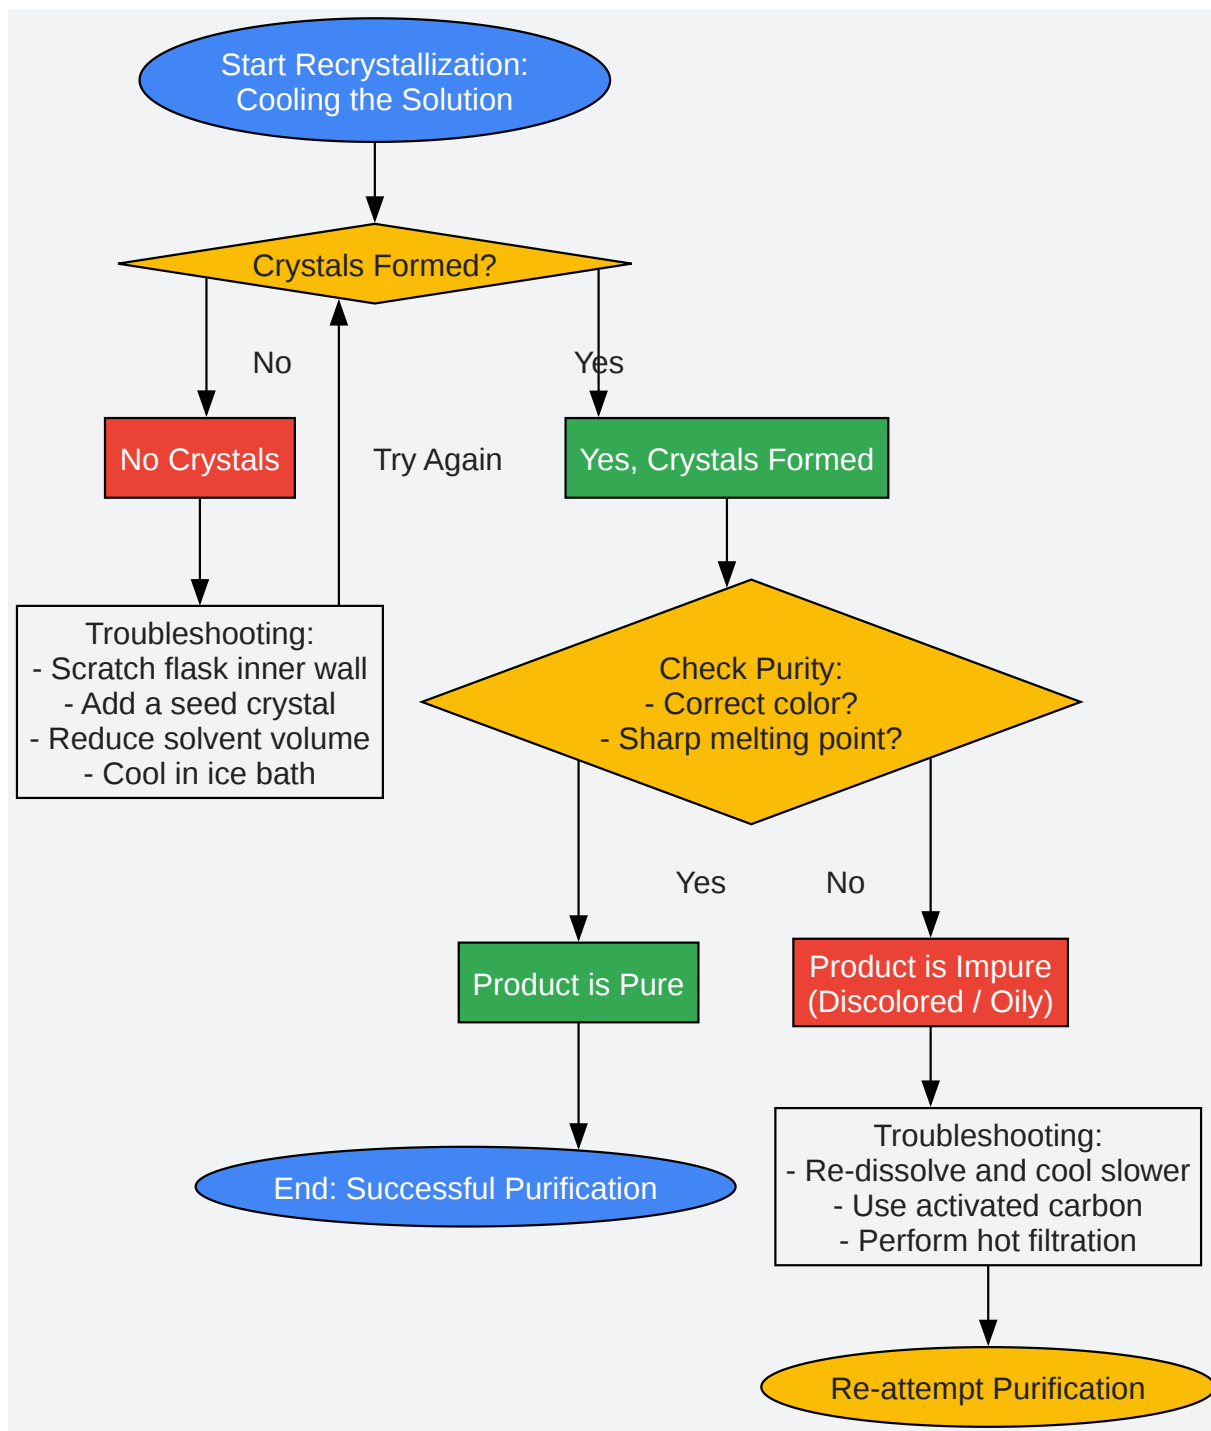 Start Recrystallization:
Cooling the Solution
Crystals Formed?
No
Yes
No Crystals
Try Again
Yes, Crystals Formed
Troubleshooting:
- Scratch flask inner wall
- Add a seed crystal
- Reduce solvent volume
- Cool in ice bath
Check Purity:
- Correct color?
- Sharp melting point?
Yes
No
Product is Pure
Product is Impure
(Discolored / Oily)
End: Successful Purification
Troubleshooting:
- Re-dissolve and cool slower
- Use activated carbon
- Perform hot filtration
Re-attempt Purification